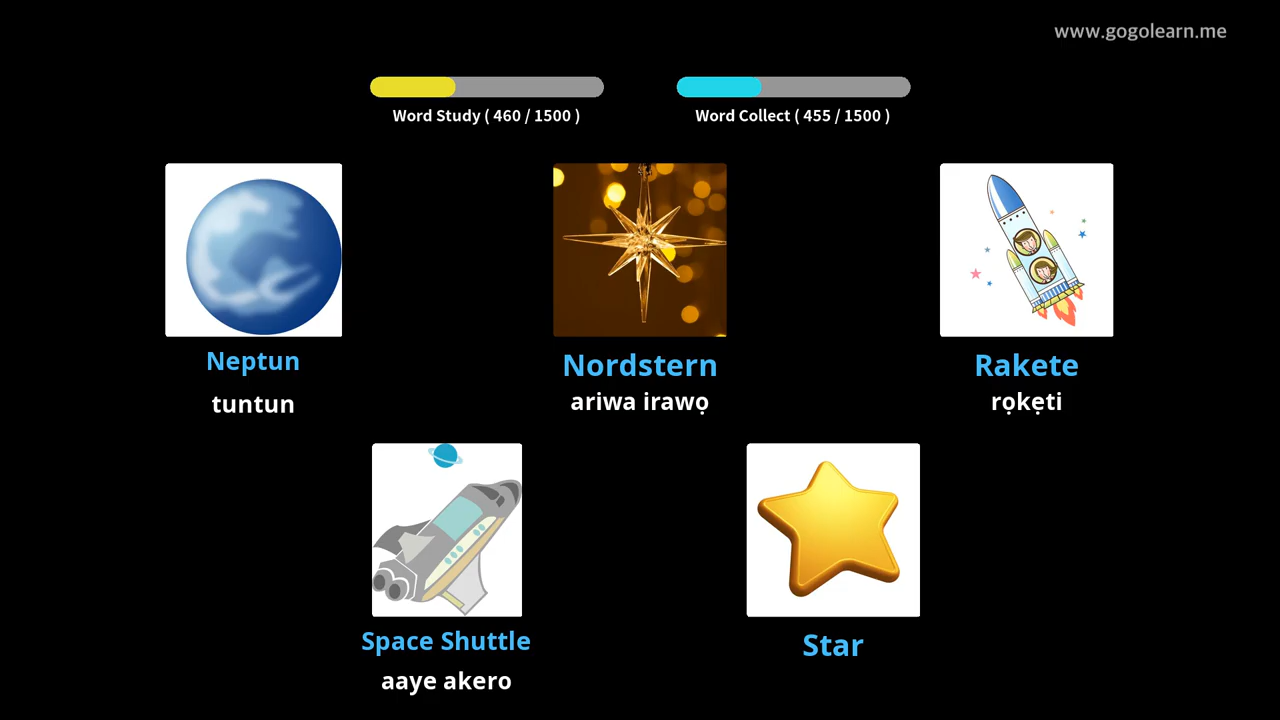 www.gogolearn.me
Word Study ( 460 / 1500 )
Word Collect ( 455 / 1500 )
Neptun
tuntun
Nordstern
ariwa irawọ
Rakete
rọkẹti
Space Shuttle
aaye akero
Star